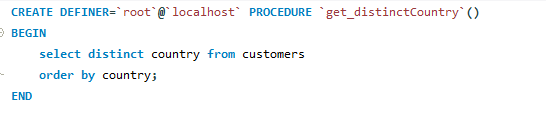 CREATE DEFINER=`root`@`localhost` PROCEDURE `get_distinctCountry`()
BEGIN
select distinct country from customers
order by country;
END